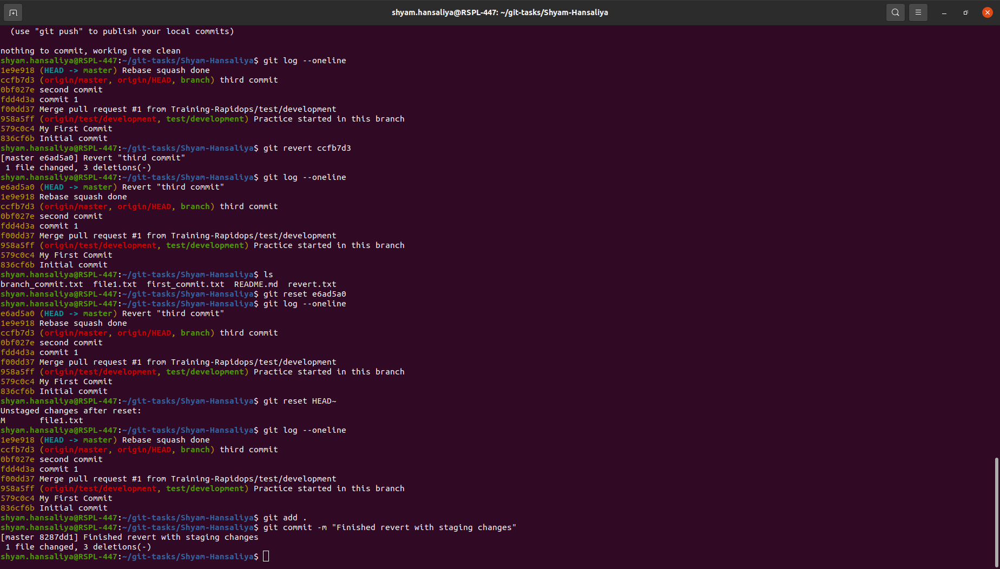 shyam.hansaliya@RSPL-447: ~/git-tasks/Shyam-Hansaliya
  (use "git push" to publish your local commits)

nothing to commit, working tree clean
shyam.hansaliya@RSPL-447:~/git-tasks/Shyam-Hansaliya$ git log --oneline
1e9e918 (HEAD -> master) Rebase squash done
ccfb7d3 (origin/master, origin/HEAD, branch) third commit
0bf027e second commit
fdd4d3a commit 1
f00dd37 Merge pull request #1 from Training-Rapidops/test/development
958a5ff (origin/test/development, test/development) Practice started in this branch
579c0c4 My First Commit
836cf6b Initial commit
shyam.hansaliya@RSPL-447:~/git-tasks/Shyam-Hansaliya$ git revert ccfb7d3
[master e6ad5a0] Revert "third commit"
 1 file changed, 3 deletions(-)
shyam.hansaliya@RSPL-447:~/git-tasks/Shyam-Hansaliya$ git log --oneline
e6ad5a0 (HEAD -> master) Revert "third commit"
1e9e918 Rebase squash done
ccfb7d3 (origin/master, origin/HEAD, branch) third commit
0bf027e second commit
fdd4d3a commit 1
f00dd37 Merge pull request #1 from Training-Rapidops/test/development
958a5ff (origin/test/development, test/development) Practice started in this branch
579c0c4 My First Commit
836cf6b Initial commit
shyam.hansaliya@RSPL-447:~/git-tasks/Shyam-Hansaliya$ ls
branch_commit.txt  file1.txt  first_commit.txt  README.md  revert.txt
shyam.hansaliya@RSPL-447:~/git-tasks/Shyam-Hansaliya$ git reset e6ad5a0
shyam.hansaliya@RSPL-447:~/git-tasks/Shyam-Hansaliya$ git log --oneline
e6ad5a0 (HEAD -> master) Revert "third commit"
1e9e918 Rebase squash done
ccfb7d3 (origin/master, origin/HEAD, branch) third commit
0bf027e second commit
fdd4d3a commit 1
f00dd37 Merge pull request #1 from Training-Rapidops/test/development
958a5ff (origin/test/development, test/development) Practice started in this branch
579c0c4 My First Commit
836cf6b Initial commit
shyam.hansaliya@RSPL-447:~/git-tasks/Shyam-Hansaliya$ git reset HEAD~
Unstaged changes after reset:
M       file1.txt
shyam.hansaliya@RSPL-447:~/git-tasks/Shyam-Hansaliya$ git log --oneline
1e9e918 (HEAD -> master) Rebase squash done
ccfb7d3 (origin/master, origin/HEAD, branch) third commit
0bf027e second commit
fdd4d3a commit 1
f00dd37 Merge pull request #1 from Training-Rapidops/test/development
958a5ff (origin/test/development, test/development) Practice started in this branch
579c0c4 My First Commit
836cf6b Initial commit
shyam.hansaliya@RSPL-447:~/git-tasks/Shyam-Hansaliya$ git add .
shyam.hansaliya@RSPL-447:~/git-tasks/Shyam-Hansaliya$ git commit -m "Finished revert with staging changes"
[master 8287dd1] Finished revert with staging changes
 1 file changed, 3 deletions(-)
shyam.hansaliya@RSPL-447:~/git-tasks/Shyam-Hansaliya$